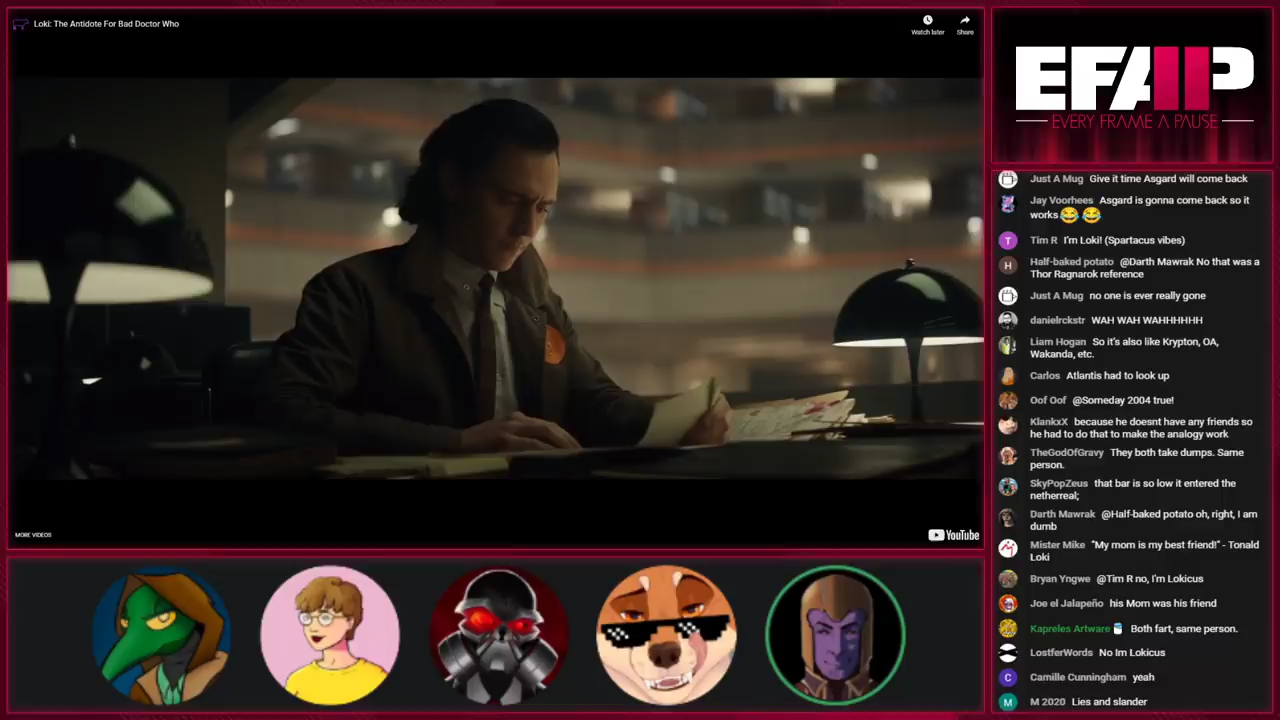 Loki: The Antidote For Bad Doctor Who
Watch later
Share
MORE VIDEOS
YouTube
EFAP
EVERY FRAME A PAUSE
Just A Mug Give it time Asgard will come back
Jay Voorhees Asgard is gonna come back so it
works😂 😂
T
Tim R I'm Loki! (Spartacus vibes)
H
Half-baked potato @Darth Mawrak No that was a
Thor Ragnarok reference
Just A Mug no one is ever really gone
danielrckstr WAH WAH WAHHHHHH
Liam Hogan So it's also like Krypton, OA,
Wakanda, etc.
Carlos Atlantis had to look up
Oof Oof @Someday 2004 true!
KlankxX because he doesnt have any friends so
he had to do that to make the analogy work
TheGodOfGravy They both take dumps. Same
person.
SkyPopZeus that bar is so low it entered the
netherreal;
Darth Mawrak @Half-baked potato oh, right, I am
dumb
Mister Mike "My mom is my best friend!" - Tonald
Loki
Bryan Yngwe @Tim R no, I'm Lokicus
Joe el Jalapeño his Mom was his friend
Kapreles Artware Both fart, same person.
LostferWords No Im Lokicus
C
Camille Cunningham yeah
M
M 2020 Lies and slander